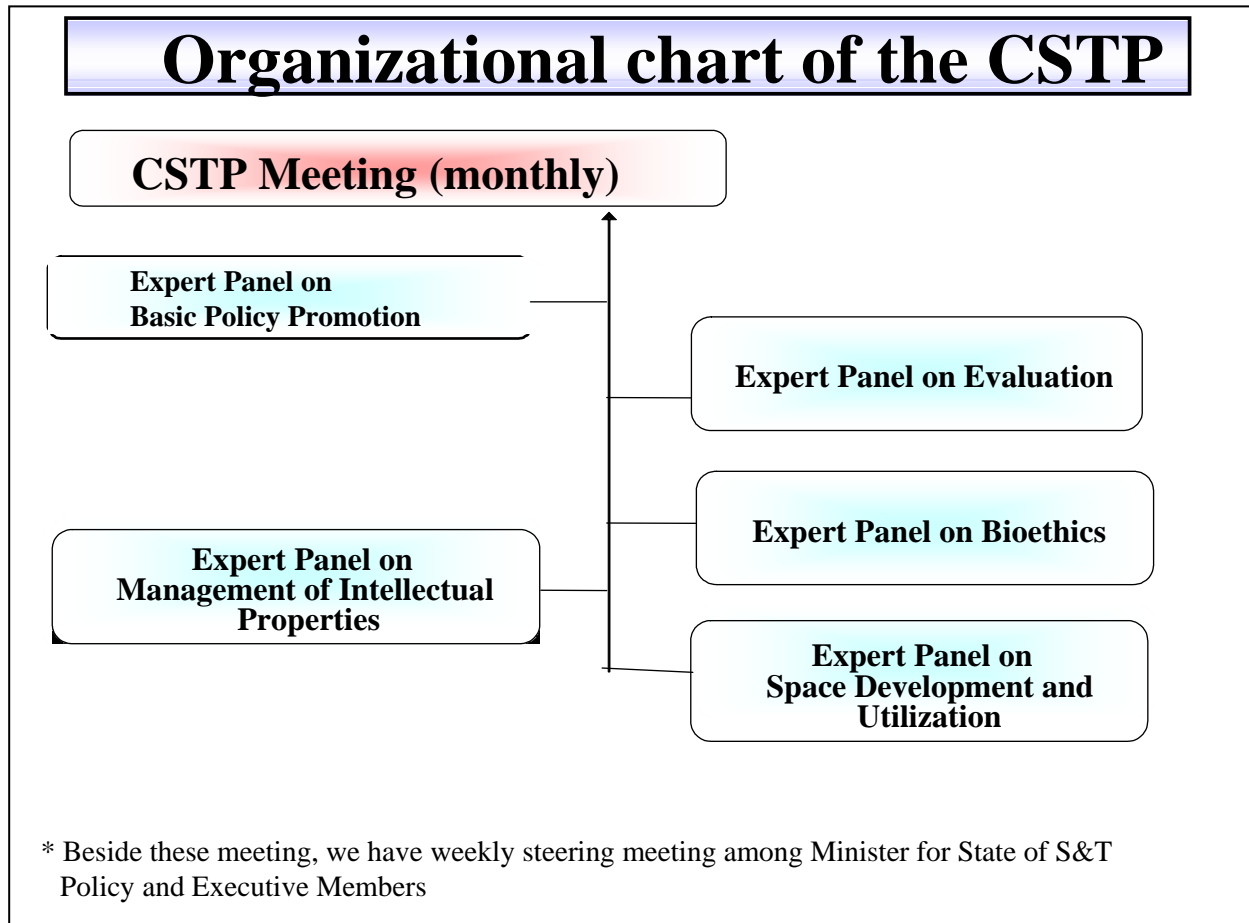 Organizational chart of the CSTP
CSTP Meeting (monthly)
Expert Panel on
Basic Policy Promotion
Expert Panel on Evaluation
Expert Panel on Bioethics
Expert Panel on
Management of Intellectual
Properties
Expert Panel on
Space Development and
Utilization
* Beside these meeting, we have weekly steering meeting among Minister for State of S&T
Policy and Executive Members